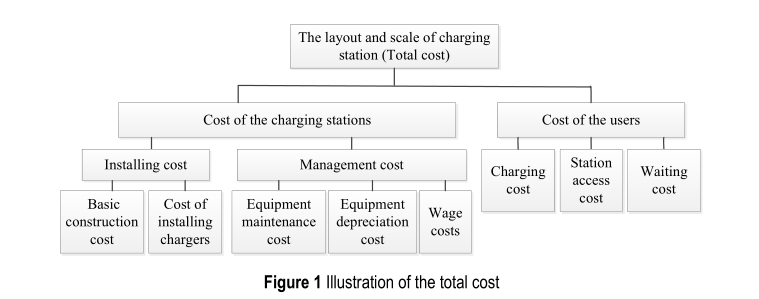 The layout and scale of charging
station (Total cost)
Cost of the charging stations
Cost of the users
Installing cost
Management cost
Charging
cost
Station
access
cost
Waiting
cost
Basic
construction
cost
Cost of
installing
chargers
Equipment
maintenance
cost
Equipment
depreciation
cost
Wage
costs
Figure 1 Illustration of the total cost